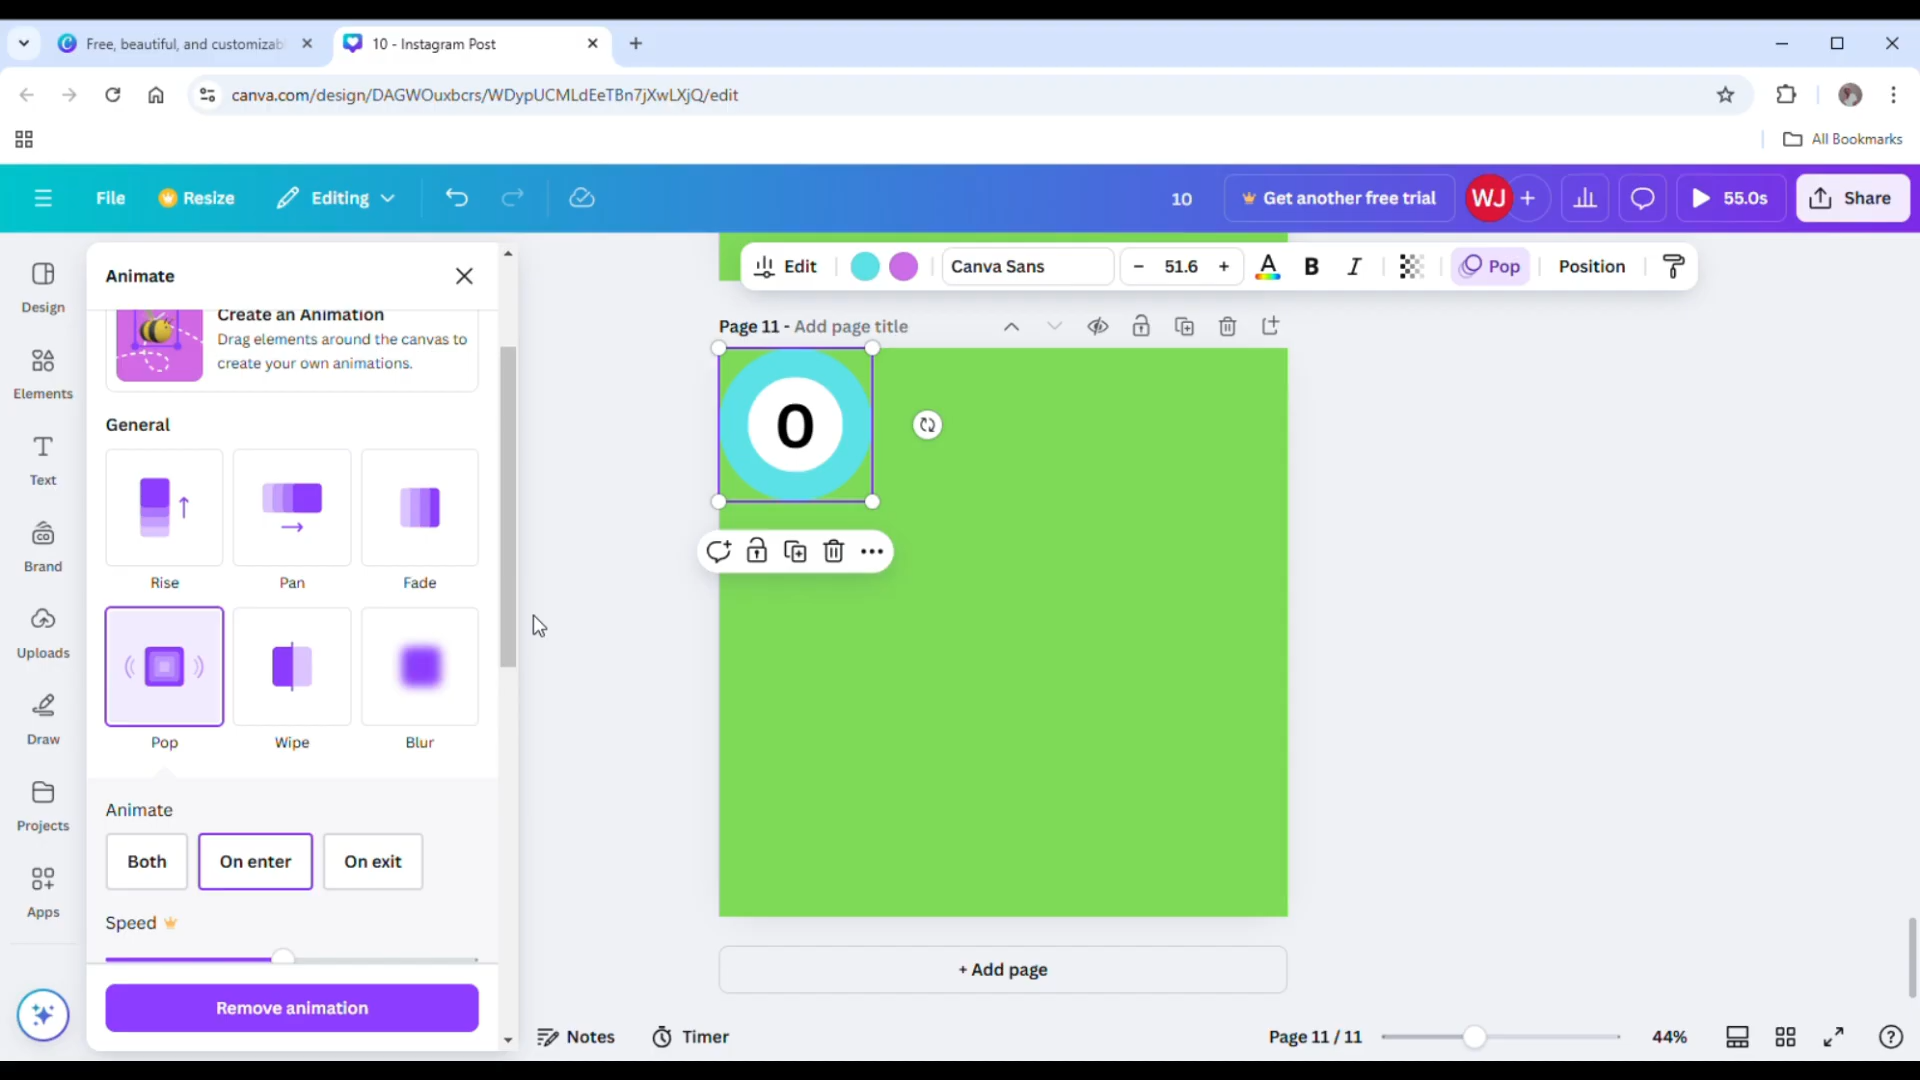 Free, beautiful, and customizab
10 - Instagram Post
canva.com/design/DAGWOuxbcrs/WDypUCMLdEeTBn7jXwLXjQ/edit
All Bookmarks
File
Resize
Editing
10
Get another free trial
WJ
+
55.0s
Share
Design
Elements
Text
Brand
Uploads
Draw
Projects
Apps
Animate
Create an Animation
Drag elements around the canvas to
create your own animations.
General
Rise
Pan
Fade
Pop
Wipe
Blur
Animate
Both
On enter
On exit
Speed
Remove animation
Edit
Canva Sans
– 51.6 +
A
B
I
Pop
Position
Page 11 - Add page title
0
+ Add page
Notes
Timer
Page 11 / 11
44%